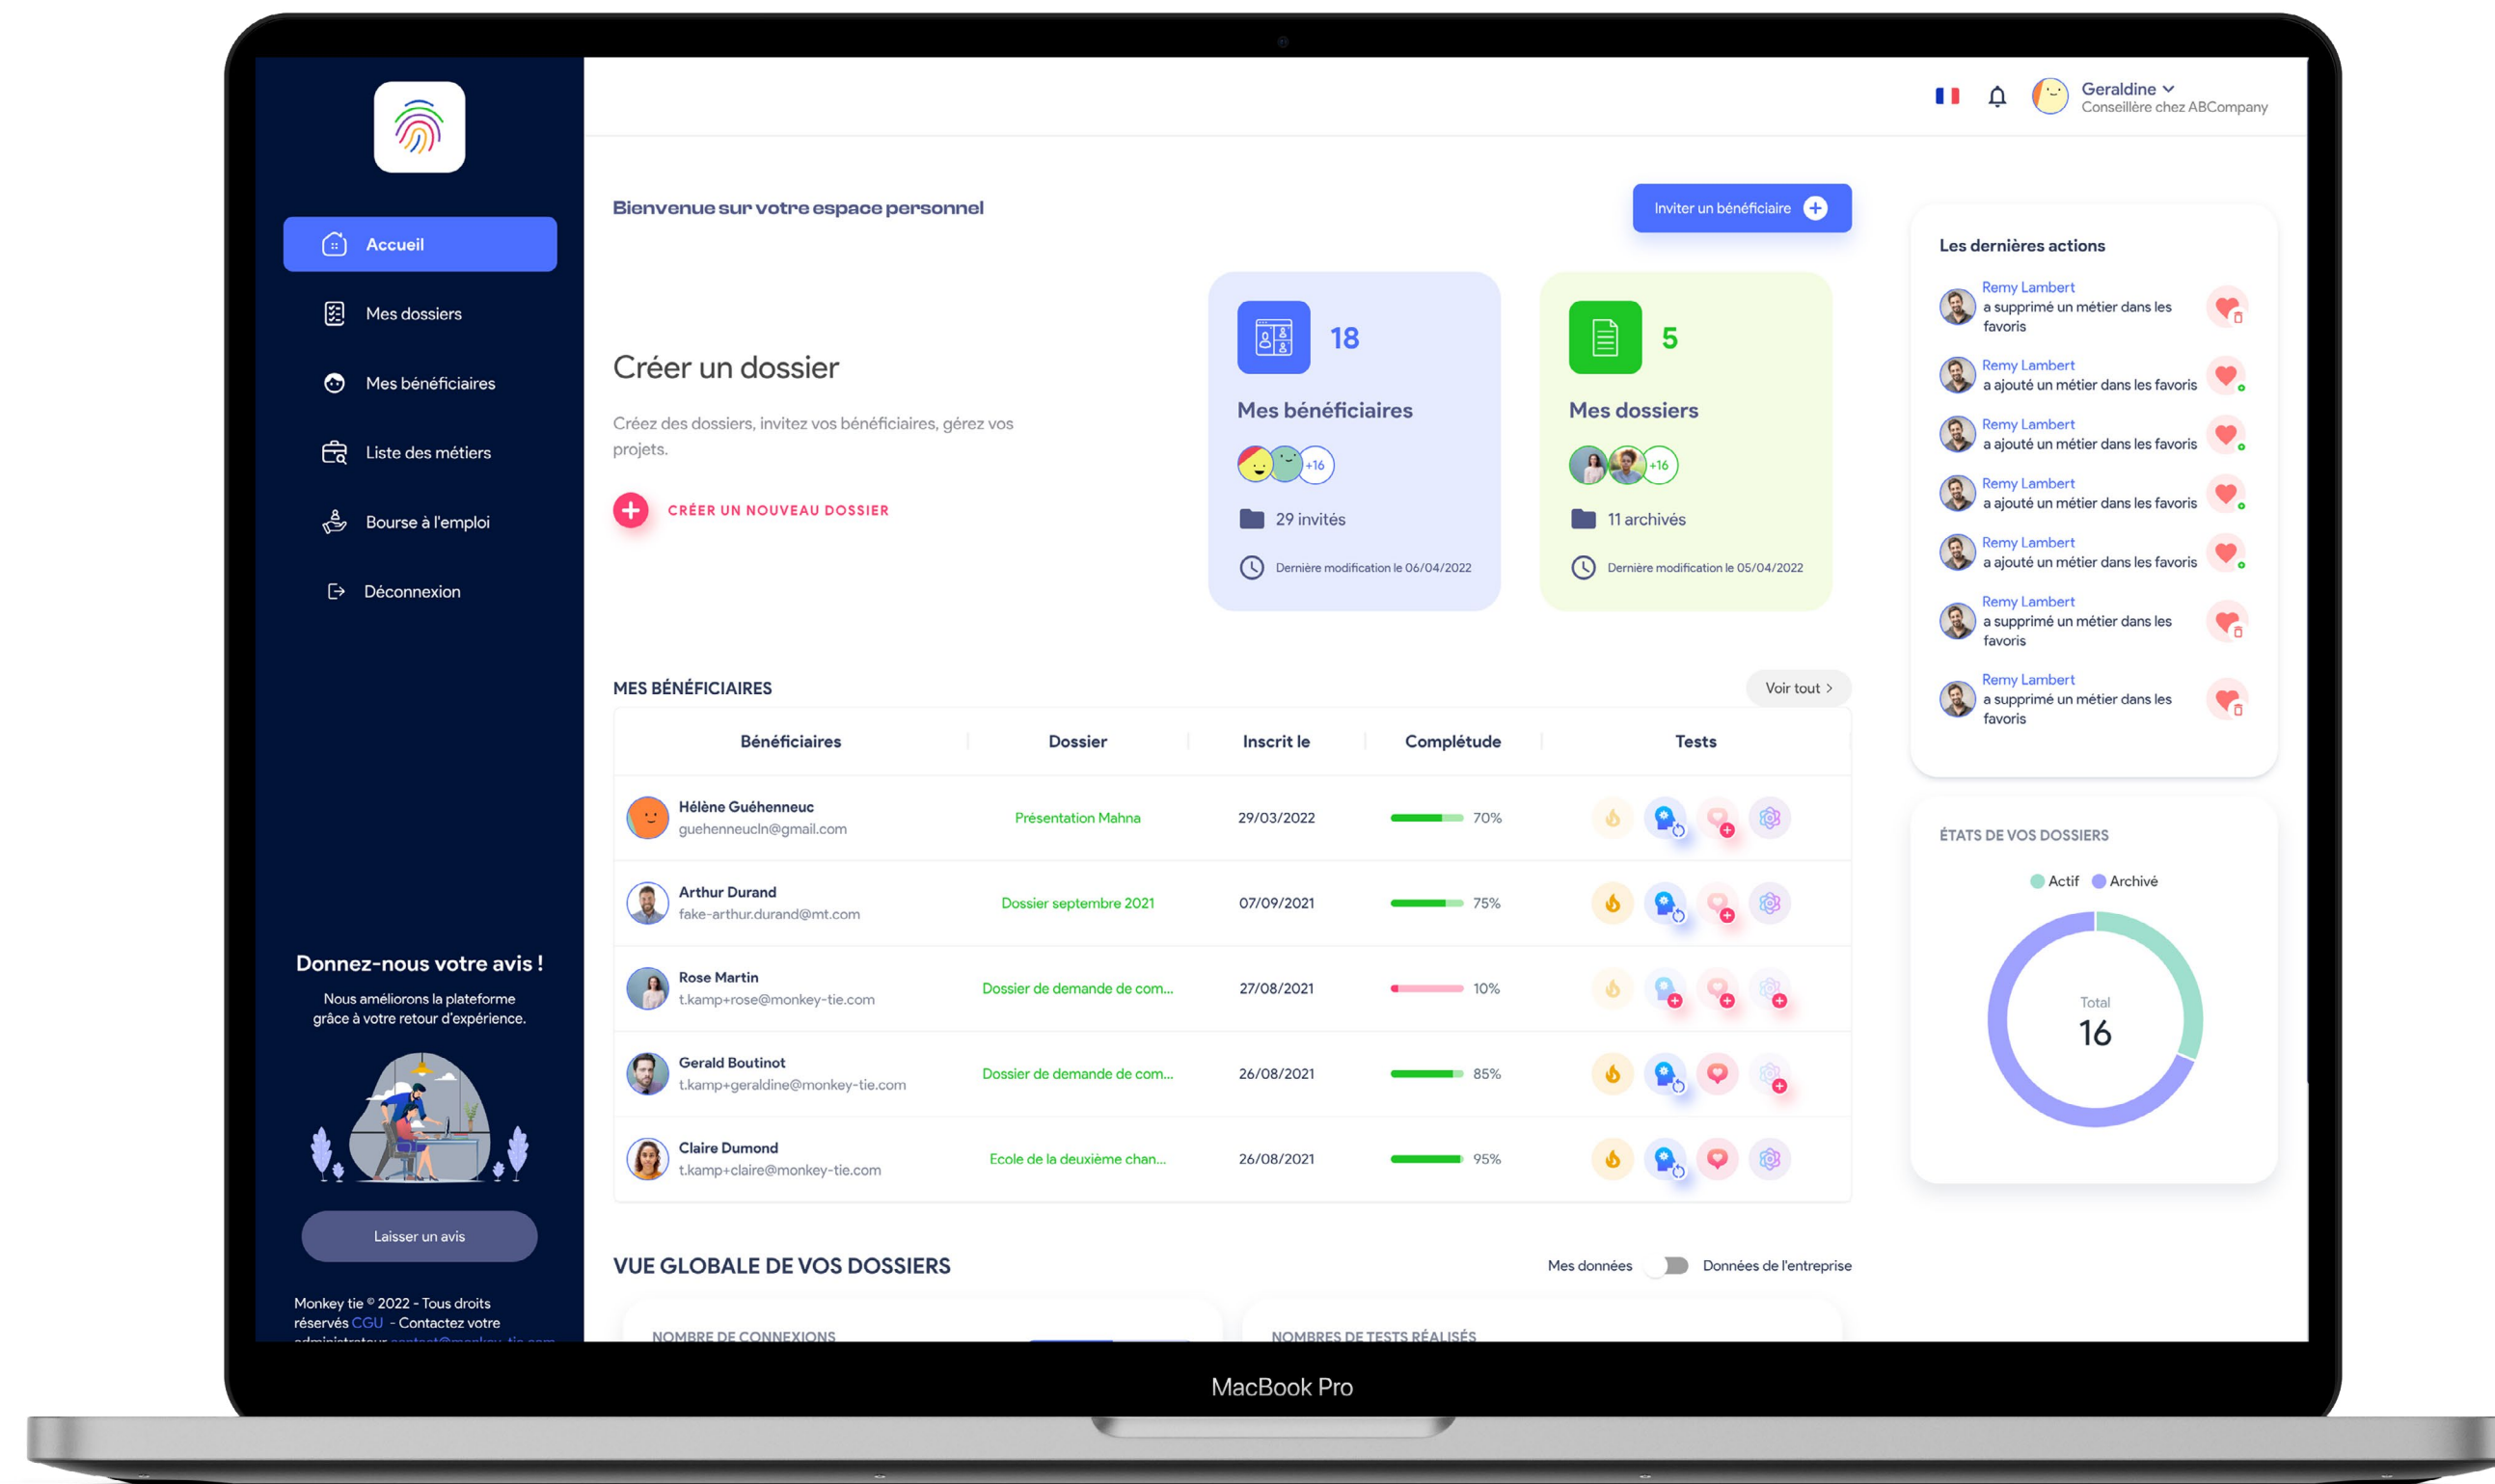 Geraldine
Conseillère chez ABCompany
Accueil
Mes dossiers
Mes bénéficiaires
Liste des métiers
Bourse à l'emploi
Déconnexion
Donnez-nous votre avis !
Nous améliorons la plateforme
grâce à votre retour d'expérience.
Laisser un avis
Monkey tie © 2022 - Tous droits
réservés CGU - Contactez votre
administrateur contact@monkey-tie.com
Bienvenue sur votre espace personnel
Inviter un bénéficiaire
Créer un dossier
Créez des dossiers, invitez vos bénéficiaires, gérez vos
projets.
CRÉER UN NOUVEAU DOSSIER
18
Mes bénéficiaires
+16
29 invités
Dernière modification le 06/04/2022
5
Mes dossiers
+16
11 archivés
Dernière modification le 05/04/2022
MES BÉNÉFICIAIRES
Voir tout >
Bénéficiaires Dossier Inscrit le Complétude Tests
Hélène Guéhenneuc
guehenneucln@gmail.com
Présentation Mahna 29/03/2022 70%
Arthur Durand
fake-arthur.durand@mt.com
Dossier septembre 2021 07/09/2021 75%
Rose Martin
t.kamp+rose@monkey-tie.com
Dossier de demande de com... 27/08/2021 10%
Gerald Boutinot
t.kamp+geraldine@monkey-tie.com
Dossier de demande de com... 26/08/2021 85%
Claire Dumond
t.kamp+claire@monkey-tie.com
Ecole de la deuxième chan... 26/08/2021 95%
VUE GLOBALE DE VOS DOSSIERS
Mes données Données de l'entreprise
NOMBRE DE CONNEXIONS
NOMBRES DE TESTS RÉALISÉS
Les dernières actions
Remy Lambert
a supprimé un métier dans les
favoris
Remy Lambert
a ajouté un métier dans les favoris
Remy Lambert
a ajouté un métier dans les favoris
Remy Lambert
a ajouté un métier dans les favoris
Remy Lambert
a ajouté un métier dans les favoris
Remy Lambert
a supprimé un métier dans les
favoris
Remy Lambert
a supprimé un métier dans les
favoris
ÉTATS DE VOS DOSSIERS
Actif Archivé
Total
16
MacBook Pro